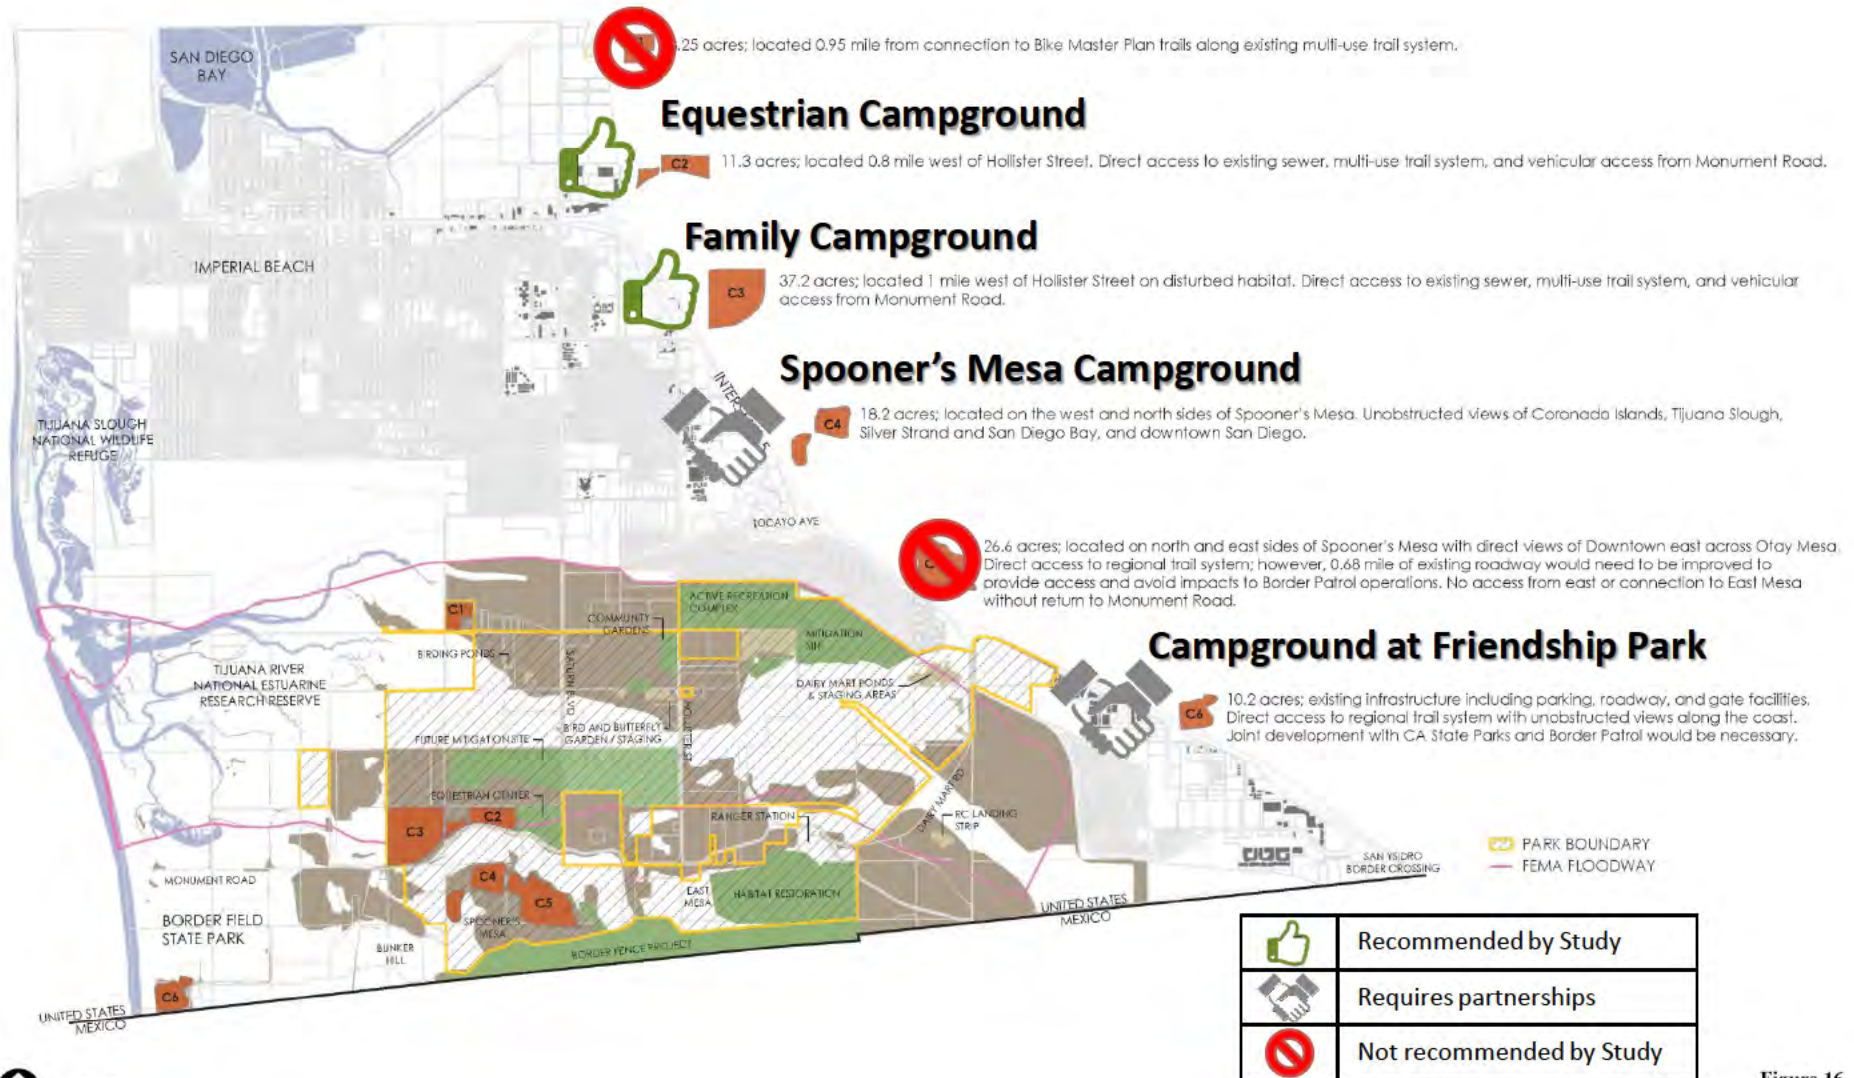 .25 acres; located 0.95 mile from connection to Bike Master Plan trails along existing multi-use trail system.
Equestrian Campground
C2
11.3 acres; located 0.8 mile west of Hollister Street. Direct access to existing sewer, multi-use trail system, and vehicular access from Monument Road.
Family Campground
C3
37.2 acres; located 1 mile west of Hollister Street on disturbed habitat. Direct access to existing sewer, multi-use trail system, and vehicular
access from Monument Road.
Spooner's Mesa Campground
C4
18.2 acres; located on the west and north sides of Spooner's Mesa. Unobstructed views of Coronado Islands, Tijuana Slough,
Silver Strand and San Diego Bay, and downtown San Diego.
26.6 acres; located on north and east sides of Spooner's Mesa with direct views of Downtown east across Otay Mesa.
Direct access to regional trail system; however, 0.68 mile of existing roadway would need to be improved to
provide access and avoid impacts to Border Patrol operations. No access from east or connection to East Mesa
without return to Monument Road.
Campground at Friendship Park
C6
10.2 acres; existing infrastructure including parking, roadway, and gate facilities.
Direct access to regional trail system with unobstructed views along the coast.
Joint development with CA State Parks and Border Patrol would be necessary.
SAN DIEGO
BAY
IMPERIAL BEACH
TIJUANA SLOUGH
NATIONAL WILDLIFE
REFUGE
TOCAYO AVE
C1
COMMUNITY
GARDENS
ACTIVE RECREATION
COMPLEX
MITIGATION
SITE
BIRDING PONDS
SATURN BLVD
TIJUANA RIVER
NATIONAL ESTUARINE
RESEARCH RESERVE
DAIRY MART PONDS
& STAGING AREAS
BIRD AND BUTTERFLY
GARDEN / STAGING
FUTURE MITIGATION SITE
EQUESTRIAN CENTER
C3
C2
RANGER STATION
DAIRY MART RD
RC LANDING
STRIP
MONUMENT ROAD
C4
C5
EAST
MESA
HABITAT RESTORATION
SPOONER'S
MESA
BORDER FIELD
STATE PARK
BUNKER
HILL
BORDER FENCE PROJECT
C6
UNITED STATES
MEXICO
UNITED STATES
MEXICO
SAN YSIDRO
BORDER CROSSING
PARK BOUNDARY
FEMA FLOODWAY
Recommended by Study
Requires partnerships
Not recommended by Study
Figure 16